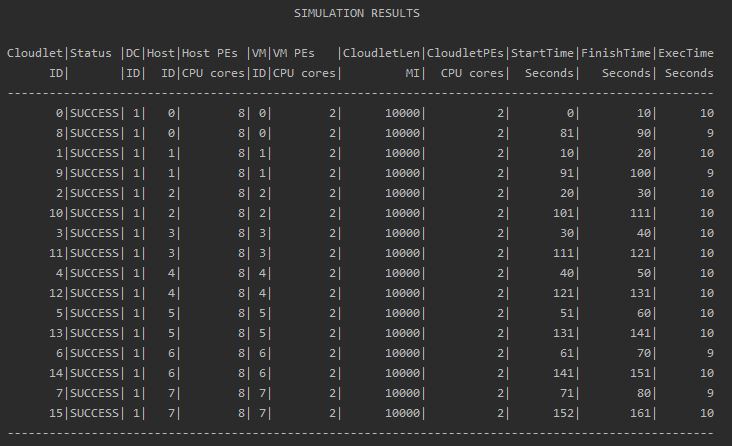 SIMULATION RESULTS
Cloudlet|Status |DC|Host|Host PEs |VM|VM PEs   |CloudletLen|CloudletPEs|StartTime|FinishTime|ExecTime
      ID|       |ID|  ID|CPU cores|ID|CPU cores|         MI|  CPU cores|  Seconds|   Seconds| Seconds
-----------------------------------------------------------------------------------------------------
       0|SUCCESS| 1|   0|        8| 0|        2|      10000|          2|        0|        10|      10
       8|SUCCESS| 1|   0|        8| 0|        2|      10000|          2|       81|        90|       9
       1|SUCCESS| 1|   1|        8| 1|        2|      10000|          2|       10|        20|      10
       9|SUCCESS| 1|   1|        8| 1|        2|      10000|          2|       91|       100|       9
       2|SUCCESS| 1|   2|        8| 2|        2|      10000|          2|       20|        30|      10
      10|SUCCESS| 1|   2|        8| 2|        2|      10000|          2|      101|       111|      10
       3|SUCCESS| 1|   3|        8| 3|        2|      10000|          2|       30|        40|      10
      11|SUCCESS| 1|   3|        8| 3|        2|      10000|          2|      111|       121|      10
       4|SUCCESS| 1|   4|        8| 4|        2|      10000|          2|       40|        50|      10
      12|SUCCESS| 1|   4|        8| 4|        2|      10000|          2|      121|       131|      10
       5|SUCCESS| 1|   5|        8| 5|        2|      10000|          2|       51|        60|      10
      13|SUCCESS| 1|   5|        8| 5|        2|      10000|          2|      131|       141|      10
       6|SUCCESS| 1|   6|        8| 6|        2|      10000|          2|       61|        70|       9
      14|SUCCESS| 1|   6|        8| 6|        2|      10000|          2|      141|       151|      10
       7|SUCCESS| 1|   7|        8| 7|        2|      10000|          2|       71|        80|       9
      15|SUCCESS| 1|   7|        8| 7|        2|      10000|          2|      152|       161|      10
-----------------------------------------------------------------------------------------------------